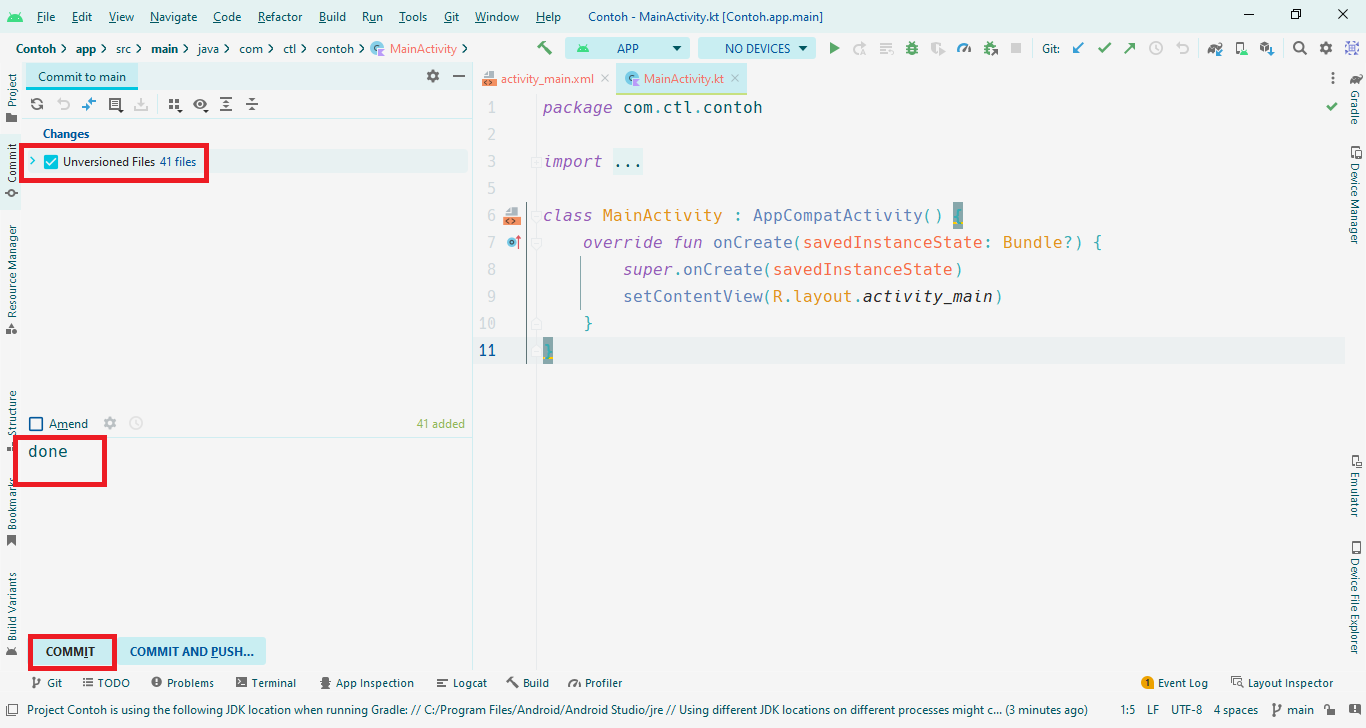 File Edit View Navigate Code Refactor Build Run Tools Git Window Help Contoh - MainActivity.kt [Contoh.app.main]
Contoh app src main java com ctl contoh MainActivity APP NO DEVICES Git:
Project
Commit
Resource Manager
Structure
Bookmarks
Build Variants
Commit to main
Changes
Unversioned Files 41 files
Amend 41 added
done
COMMIT COMMIT AND PUSH...
activity_main.xml MainActivity.kt
1 package com.ctl.contoh
2
3 import ...
5
6 class MainActivity : AppCompatActivity() {
7 override fun onCreate(savedInstanceState: Bundle?) {
8 super.onCreate(savedInstanceState)
9 setContentView(R.layout.activity_main)
10 }
11 }
Gradle
Device Manager
Emulator
Device File Explorer
Git TODO Problems Terminal App Inspection Logcat Build Profiler 1 Event Log Layout Inspector
Project Contoh is using the following JDK location when running Gradle: // C:/Program Files/Android/Android Studio/jre // Using different JDK locations on different processes might c... (3 minutes ago) 1:5 LF UTF-8 4 spaces main